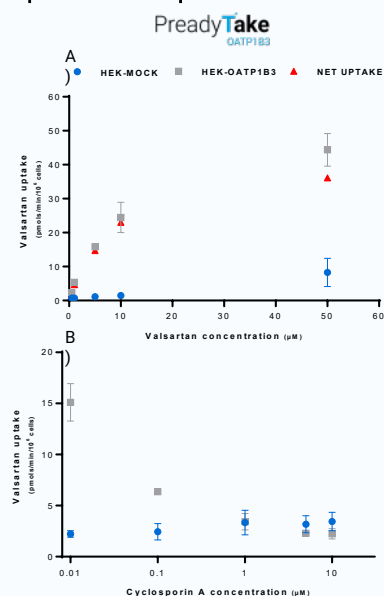 PreadyTake
OATP1B3
A
)
HEK-MOCK HEK-OATP1B3 NET UPTAKE
60
50
40
30
20
10
0
Valsartan uptake
(pmols/min/10⁶ cells)
0 10 20 30 40 50 60
Valsartan concentration (µM)
B
)
20
15
10
5
0
Valsartan uptake
(pmols/min/10⁶ cells)
0.01 0.1 1 10
Cyclosporin A concentration (µM)